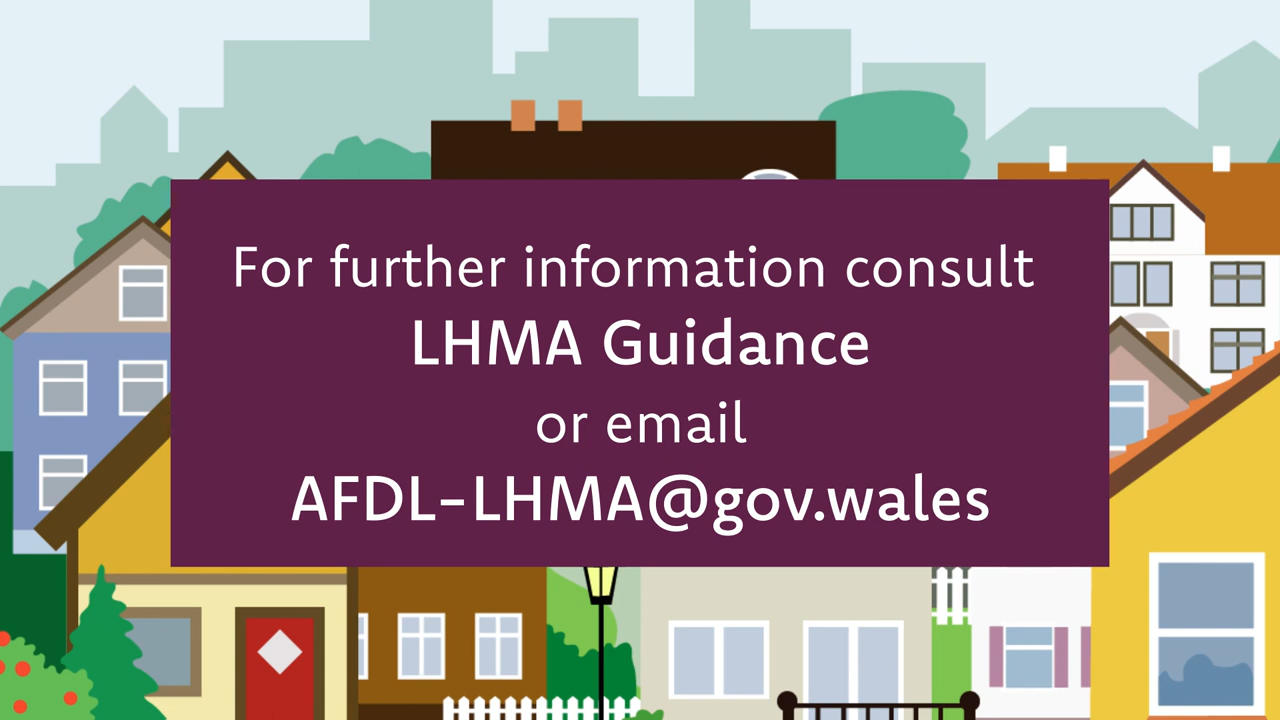 For further information consult
LHMA Guidance
or email
AFDL-LHMA@gov.wales